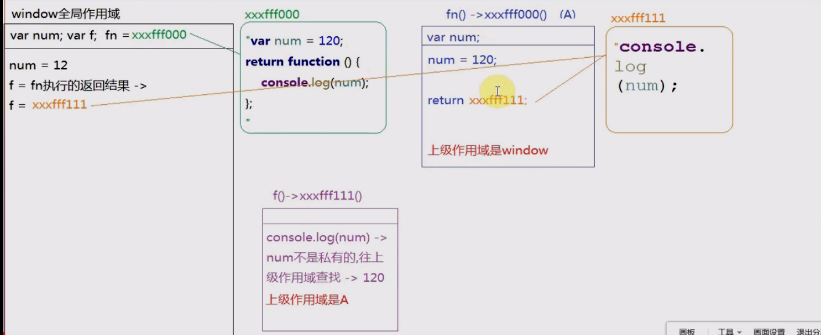 window全局作用域
var num; var f; fn =xxxfff000
num = 12
f = fn执行的返回结果 ->
f = xxxfff111
xxxfff000
"var num = 120;
return function () {
console.log(num);
};
"
fn() ->xxxfff000() (A)
var num;
num = 120;
return xxxfff111;
上级作用域是window
xxxfff111
"console.
log
(num);
f()->xxxfff111()
console.log(num) ->
num不是私有的,往上
级作用域查找 -> 120
上级作用域是A
画板 工具 画面设置 退出分